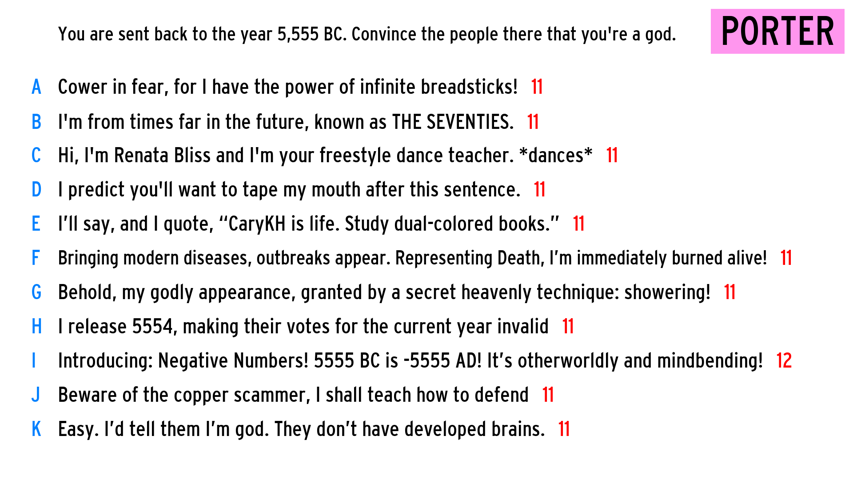 You are sent back to the year 5,555 BC. Convince the people there that you're a god.
PORTER
A Cower in fear, for I have the power of infinite breadsticks! 11
B I'm from times far in the future, known as THE SEVENTIES. 11
C Hi, I'm Renata Bliss and I'm your freestyle dance teacher. *dances* 11
D I predict you'll want to tape my mouth after this sentence. 11
E I’ll say, and I quote, “CaryKH is life. Study dual-colored books.” 11
F Bringing modern diseases, outbreaks appear. Representing Death, I’m immediately burned alive! 11
G Behold, my godly appearance, granted by a secret heavenly technique: showering! 11
H I release 5554, making their votes for the current year invalid 11
I Introducing: Negative Numbers! 5555 BC is -5555 AD! It’s otherworldly and mindbending! 12
J Beware of the copper scammer, I shall teach how to defend 11
K Easy. I’d tell them I’m god. They don’t have developed brains. 11